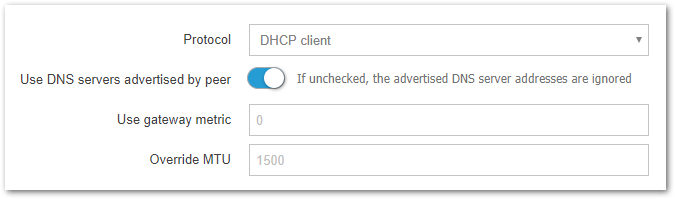 Protocol DHCP client
Use DNS servers advertised by peer If unchecked, the advertised DNS server addresses are ignored
Use gateway metric 0
Override MTU 1500